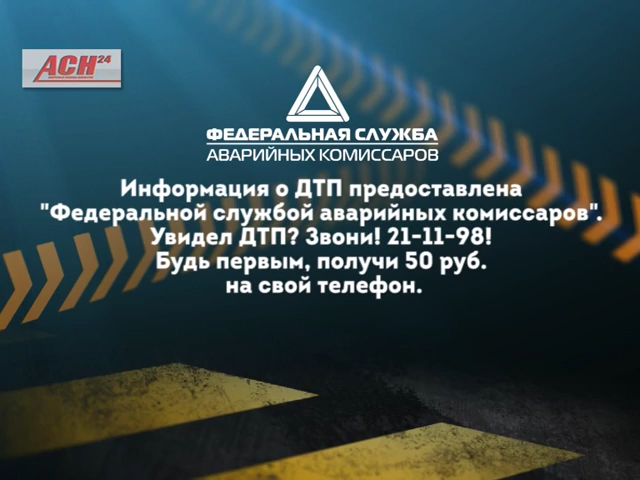 АСН24
ФЕДЕРАЛЬНАЯ СЛУЖБА
АВАРИЙНЫХ КОМИССАРОВ
Информация о ДТП предоставлена
"Федеральной службой аварийных комиссаров".
Увидел ДТП? Звони! 21-11-98!
Будь первым, получи 50 руб.
на свой телефон.